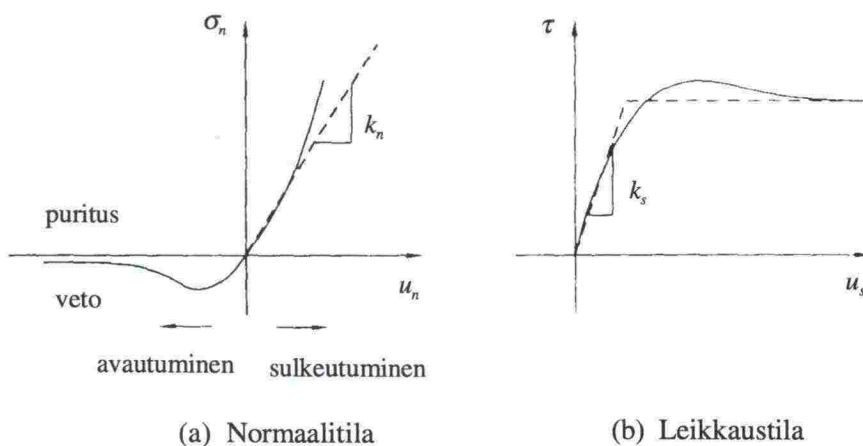 σₙ
τ
kₙ
kₛ
puritus
uₙ
uₛ
veto
avautuminen
sulkeutuminen
(a) Normaalitila
(b) Leikkaustila